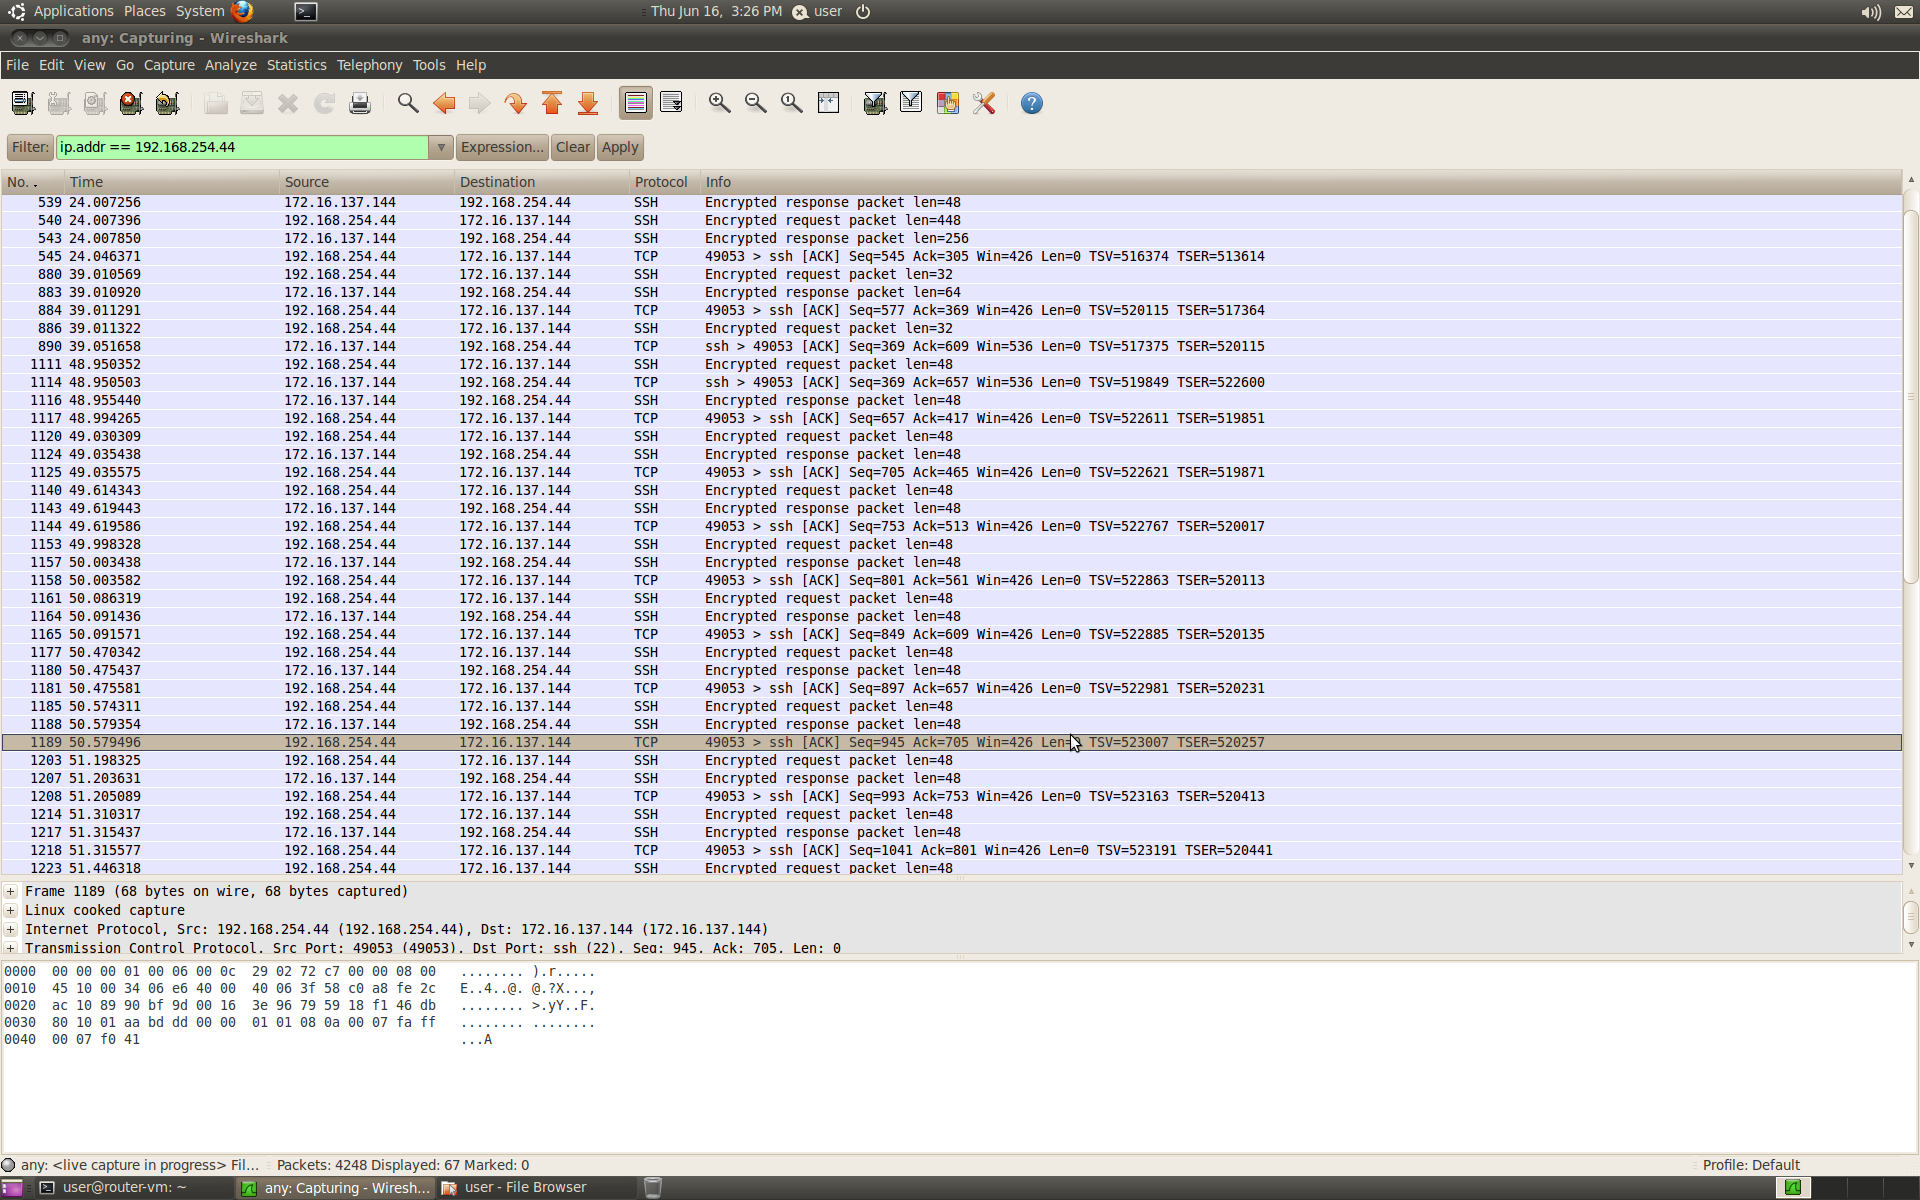 Applications Places System
Thu Jun 16, 3:26 PM user
any: Capturing - Wireshark
File Edit View Go Capture Analyze Statistics Telephony Tools Help
Filter: ip.addr == 192.168.254.44 Expression... Clear Apply
No. Time Source Destination Protocol Info
539 24.007256 172.16.137.144 192.168.254.44 SSH Encrypted response packet len=48
540 24.007396 192.168.254.44 172.16.137.144 SSH Encrypted request packet len=448
543 24.007850 172.16.137.144 192.168.254.44 SSH Encrypted response packet len=256
545 24.046371 192.168.254.44 172.16.137.144 TCP 49053 > ssh [ACK] Seq=545 Ack=305 Win=426 Len=0 TSV=516374 TSER=513614
880 39.010569 192.168.254.44 172.16.137.144 SSH Encrypted request packet len=32
883 39.010920 172.16.137.144 192.168.254.44 SSH Encrypted response packet len=64
884 39.011291 192.168.254.44 172.16.137.144 TCP 49053 > ssh [ACK] Seq=577 Ack=369 Win=426 Len=0 TSV=520115 TSER=517364
886 39.011322 192.168.254.44 172.16.137.144 SSH Encrypted request packet len=32
890 39.051658 172.16.137.144 192.168.254.44 TCP ssh > 49053 [ACK] Seq=369 Ack=609 Win=536 Len=0 TSV=517375 TSER=520115
1111 48.950352 192.168.254.44 172.16.137.144 SSH Encrypted request packet len=48
1114 48.950503 172.16.137.144 192.168.254.44 TCP ssh > 49053 [ACK] Seq=369 Ack=657 Win=536 Len=0 TSV=519849 TSER=522600
1116 48.955440 172.16.137.144 192.168.254.44 SSH Encrypted response packet len=48
1117 48.994265 192.168.254.44 172.16.137.144 TCP 49053 > ssh [ACK] Seq=657 Ack=417 Win=426 Len=0 TSV=522611 TSER=519851
1120 49.030309 192.168.254.44 172.16.137.144 SSH Encrypted request packet len=48
1124 49.035438 172.16.137.144 192.168.254.44 SSH Encrypted response packet len=48
1125 49.035575 192.168.254.44 172.16.137.144 TCP 49053 > ssh [ACK] Seq=705 Ack=465 Win=426 Len=0 TSV=522621 TSER=519871
1140 49.614343 192.168.254.44 172.16.137.144 SSH Encrypted request packet len=48
1143 49.619443 172.16.137.144 192.168.254.44 SSH Encrypted response packet len=48
1144 49.619586 192.168.254.44 172.16.137.144 TCP 49053 > ssh [ACK] Seq=753 Ack=513 Win=426 Len=0 TSV=522767 TSER=520017
1153 49.998328 192.168.254.44 172.16.137.144 SSH Encrypted request packet len=48
1157 50.003438 172.16.137.144 192.168.254.44 SSH Encrypted response packet len=48
1158 50.003582 192.168.254.44 172.16.137.144 TCP 49053 > ssh [ACK] Seq=801 Ack=561 Win=426 Len=0 TSV=522863 TSER=520113
1161 50.086319 192.168.254.44 172.16.137.144 SSH Encrypted request packet len=48
1164 50.091436 172.16.137.144 192.168.254.44 SSH Encrypted response packet len=48
1165 50.091571 192.168.254.44 172.16.137.144 TCP 49053 > ssh [ACK] Seq=849 Ack=609 Win=426 Len=0 TSV=522885 TSER=520135
1177 50.470342 192.168.254.44 172.16.137.144 SSH Encrypted request packet len=48
1180 50.475437 172.16.137.144 192.168.254.44 SSH Encrypted response packet len=48
1181 50.475581 192.168.254.44 172.16.137.144 TCP 49053 > ssh [ACK] Seq=897 Ack=657 Win=426 Len=0 TSV=522981 TSER=520231
1185 50.574311 192.168.254.44 172.16.137.144 SSH Encrypted request packet len=48
1188 50.579354 172.16.137.144 192.168.254.44 SSH Encrypted response packet len=48
1189 50.579496 192.168.254.44 172.16.137.144 TCP 49053 > ssh [ACK] Seq=945 Ack=705 Win=426 Len=0 TSV=523007 TSER=520257
1203 51.198325 192.168.254.44 172.16.137.144 SSH Encrypted request packet len=48
1207 51.203631 172.16.137.144 192.168.254.44 SSH Encrypted response packet len=48
1208 51.205089 192.168.254.44 172.16.137.144 TCP 49053 > ssh [ACK] Seq=993 Ack=753 Win=426 Len=0 TSV=523163 TSER=520413
1214 51.310317 192.168.254.44 172.16.137.144 SSH Encrypted request packet len=48
1217 51.315437 172.16.137.144 192.168.254.44 SSH Encrypted response packet len=48
1218 51.315577 192.168.254.44 172.16.137.144 TCP 49053 > ssh [ACK] Seq=1041 Ack=801 Win=426 Len=0 TSV=523191 TSER=520441
1223 51.446318 192.168.254.44 172.16.137.144 SSH Encrypted request packet len=48
Frame 1189 (68 bytes on wire, 68 bytes captured)
Linux cooked capture
Internet Protocol, Src: 192.168.254.44 (192.168.254.44), Dst: 172.16.137.144 (172.16.137.144)
Transmission Control Protocol, Src Port: 49053 (49053), Dst Port: ssh (22), Seq: 945, Ack: 705, Len: 0
0000 00 00 00 01 00 06 00 0c 29 02 72 c7 00 00 08 00 ........ ).r.....
0010 45 10 00 34 06 e6 40 00 40 06 3f 58 c0 a8 fe 2c E..4..@. @.?X...,
0020 ac 10 89 90 bf 9d 00 16 3e 96 79 59 18 f1 46 db ........ >.yY..F.
0030 80 10 01 aa bd dd 00 00 01 01 08 0a 00 07 fa ff ........ ........
0040 00 07 f0 41 ...A
any: <live capture in progress> Fil... Packets: 4248 Displayed: 67 Marked: 0 Profile: Default
user@router-vm: ~ any: Capturing - Wiresh... user - File Browser